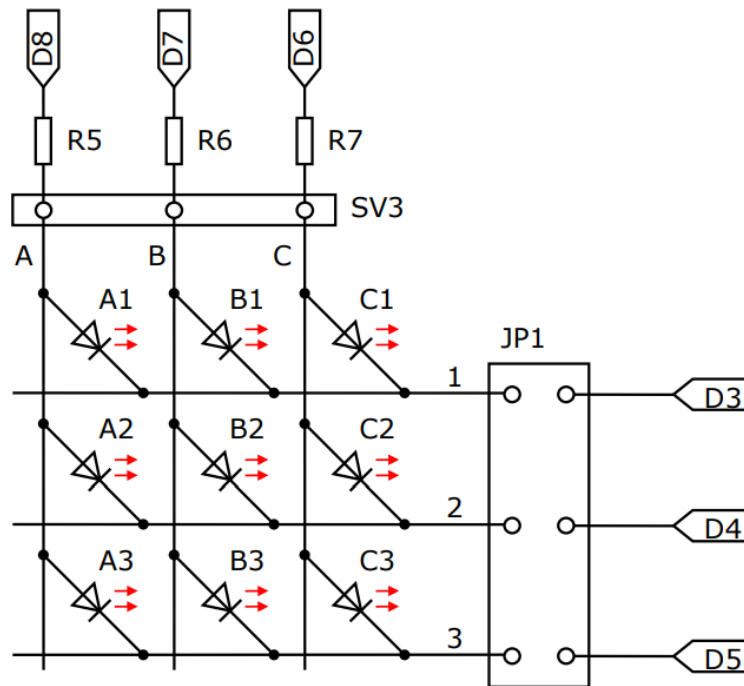 D8 D7 D6
R5 R6 R7
SV3
A B C
A1 B1 C1
JP1
1
D3
A2 B2 C2
2
D4
A3 B3 C3
3
D5